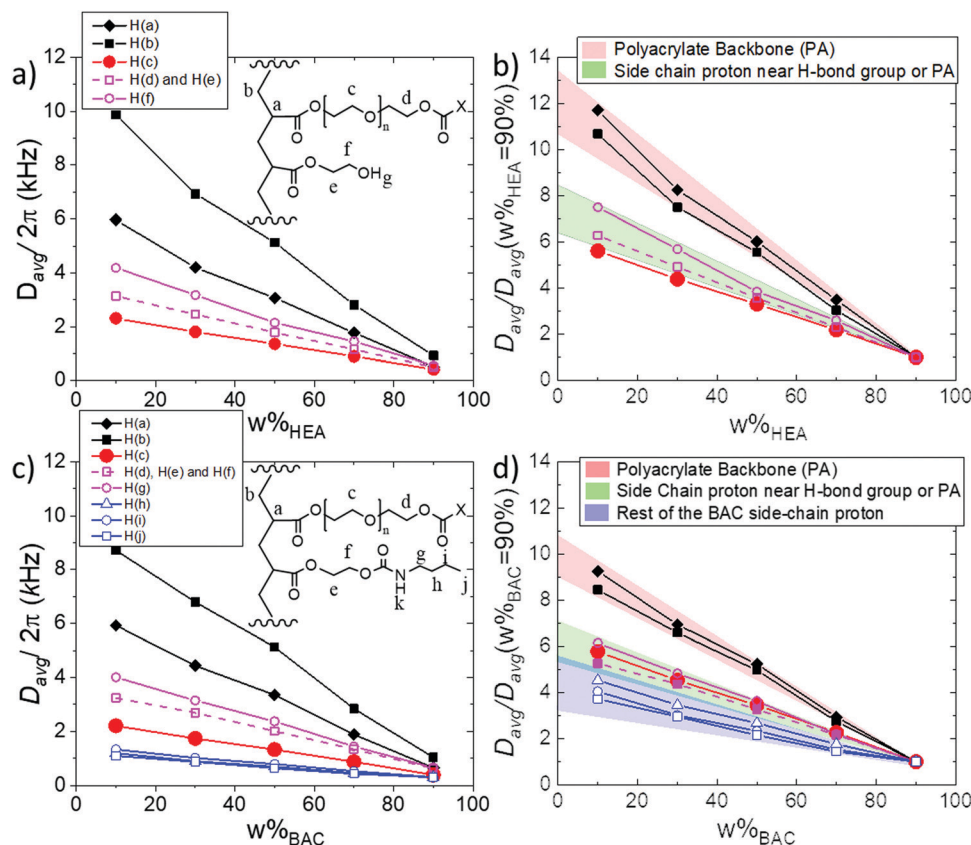 a)
H(a)
H(b)
H(c)
H(d) and H(e)
H(f)
12
10
8
6
4
2
0
D_avg / 2π (kHz)
0 20 40 60 80 100
w%_HEA
b
a
c
d
O
O
O
n
O
X
O
f
O
OH
g
O
e
b)
Polyacrylate Backbone (PA)
Side chain proton near H-bond group or PA
14
12
10
8
6
4
2
0
D_avg/D_avg(w%_HEA=90%)
0 20 40 60 80 100
w%_HEA
c)
H(a)
H(b)
H(c)
H(d), H(e) and H(f)
H(g)
H(h)
H(i)
H(j)
12
10
8
6
4
2
0
D_avg / 2π (kHz)
0 20 40 60 80 100
w%_BAC
b
a
c
d
O
O
O
n
O
X
O
f
O
g
i
O
O
N
H
h
j
O
e
k
d)
Polyacrylate Backbone (PA)
Side Chain proton near H-bond group or PA
Rest of the BAC side-chain proton
14
12
10
8
6
4
2
0
D_avg/D_avg(w%_BAC=90%)
0 20 40 60 80 100
w%_BAC